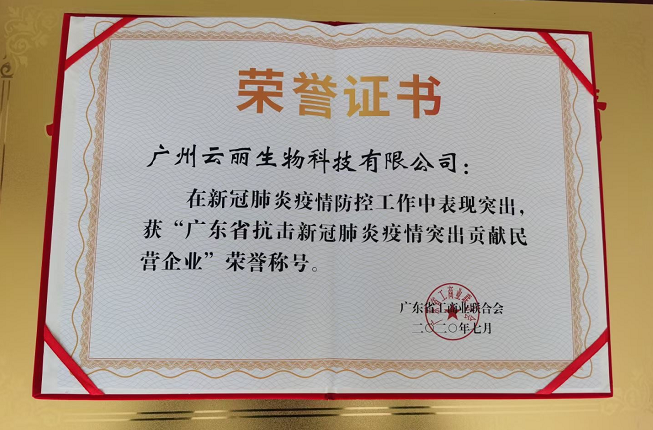 荣誉证书
广州云丽生物科技有限公司：
在新冠肺炎疫情防控工作中表现突出，
获“广东省抗击新冠肺炎疫情突出贡献民
营企业”荣誉称号。
广东省工商业联合会
二〇二〇年七月